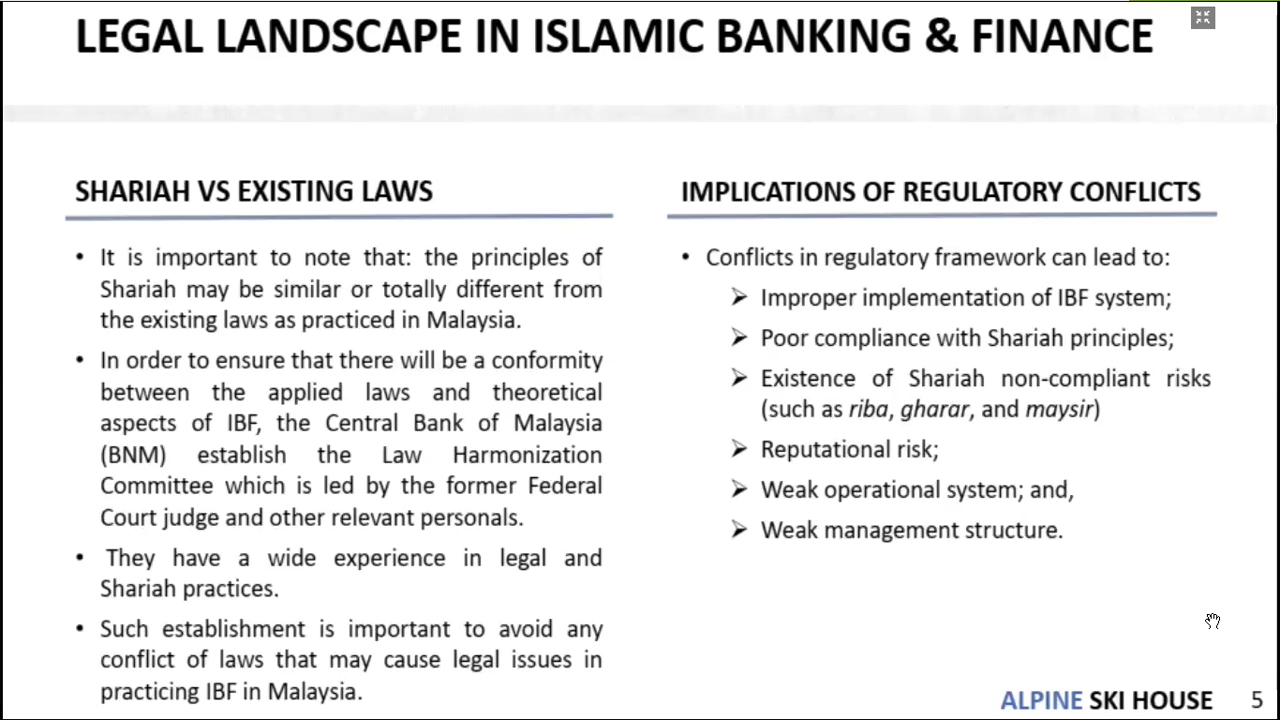 LEGAL LANDSCAPE IN ISLAMIC BANKING & FINANCE
SHARIAH VS EXISTING LAWS
• It is important to note that: the principles of
Shariah may be similar or totally different from
the existing laws as practiced in Malaysia.
• In order to ensure that there will be a conformity
between the applied laws and theoretical
aspects of IBF, the Central Bank of Malaysia
(BNM) establish the Law Harmonization
Committee which is led by the former Federal
Court judge and other relevant personals.
• They have a wide experience in legal and
Shariah practices.
• Such establishment is important to avoid any
conflict of laws that may cause legal issues in
practicing IBF in Malaysia.
IMPLICATIONS OF REGULATORY CONFLICTS
• Conflicts in regulatory framework can lead to:
➢ Improper implementation of IBF system;
➢ Poor compliance with Shariah principles;
➢ Existence of Shariah non-compliant risks
(such as riba, gharar, and maysir)
➢ Reputational risk;
➢ Weak operational system; and,
➢ Weak management structure.
ALPINE SKI HOUSE 5